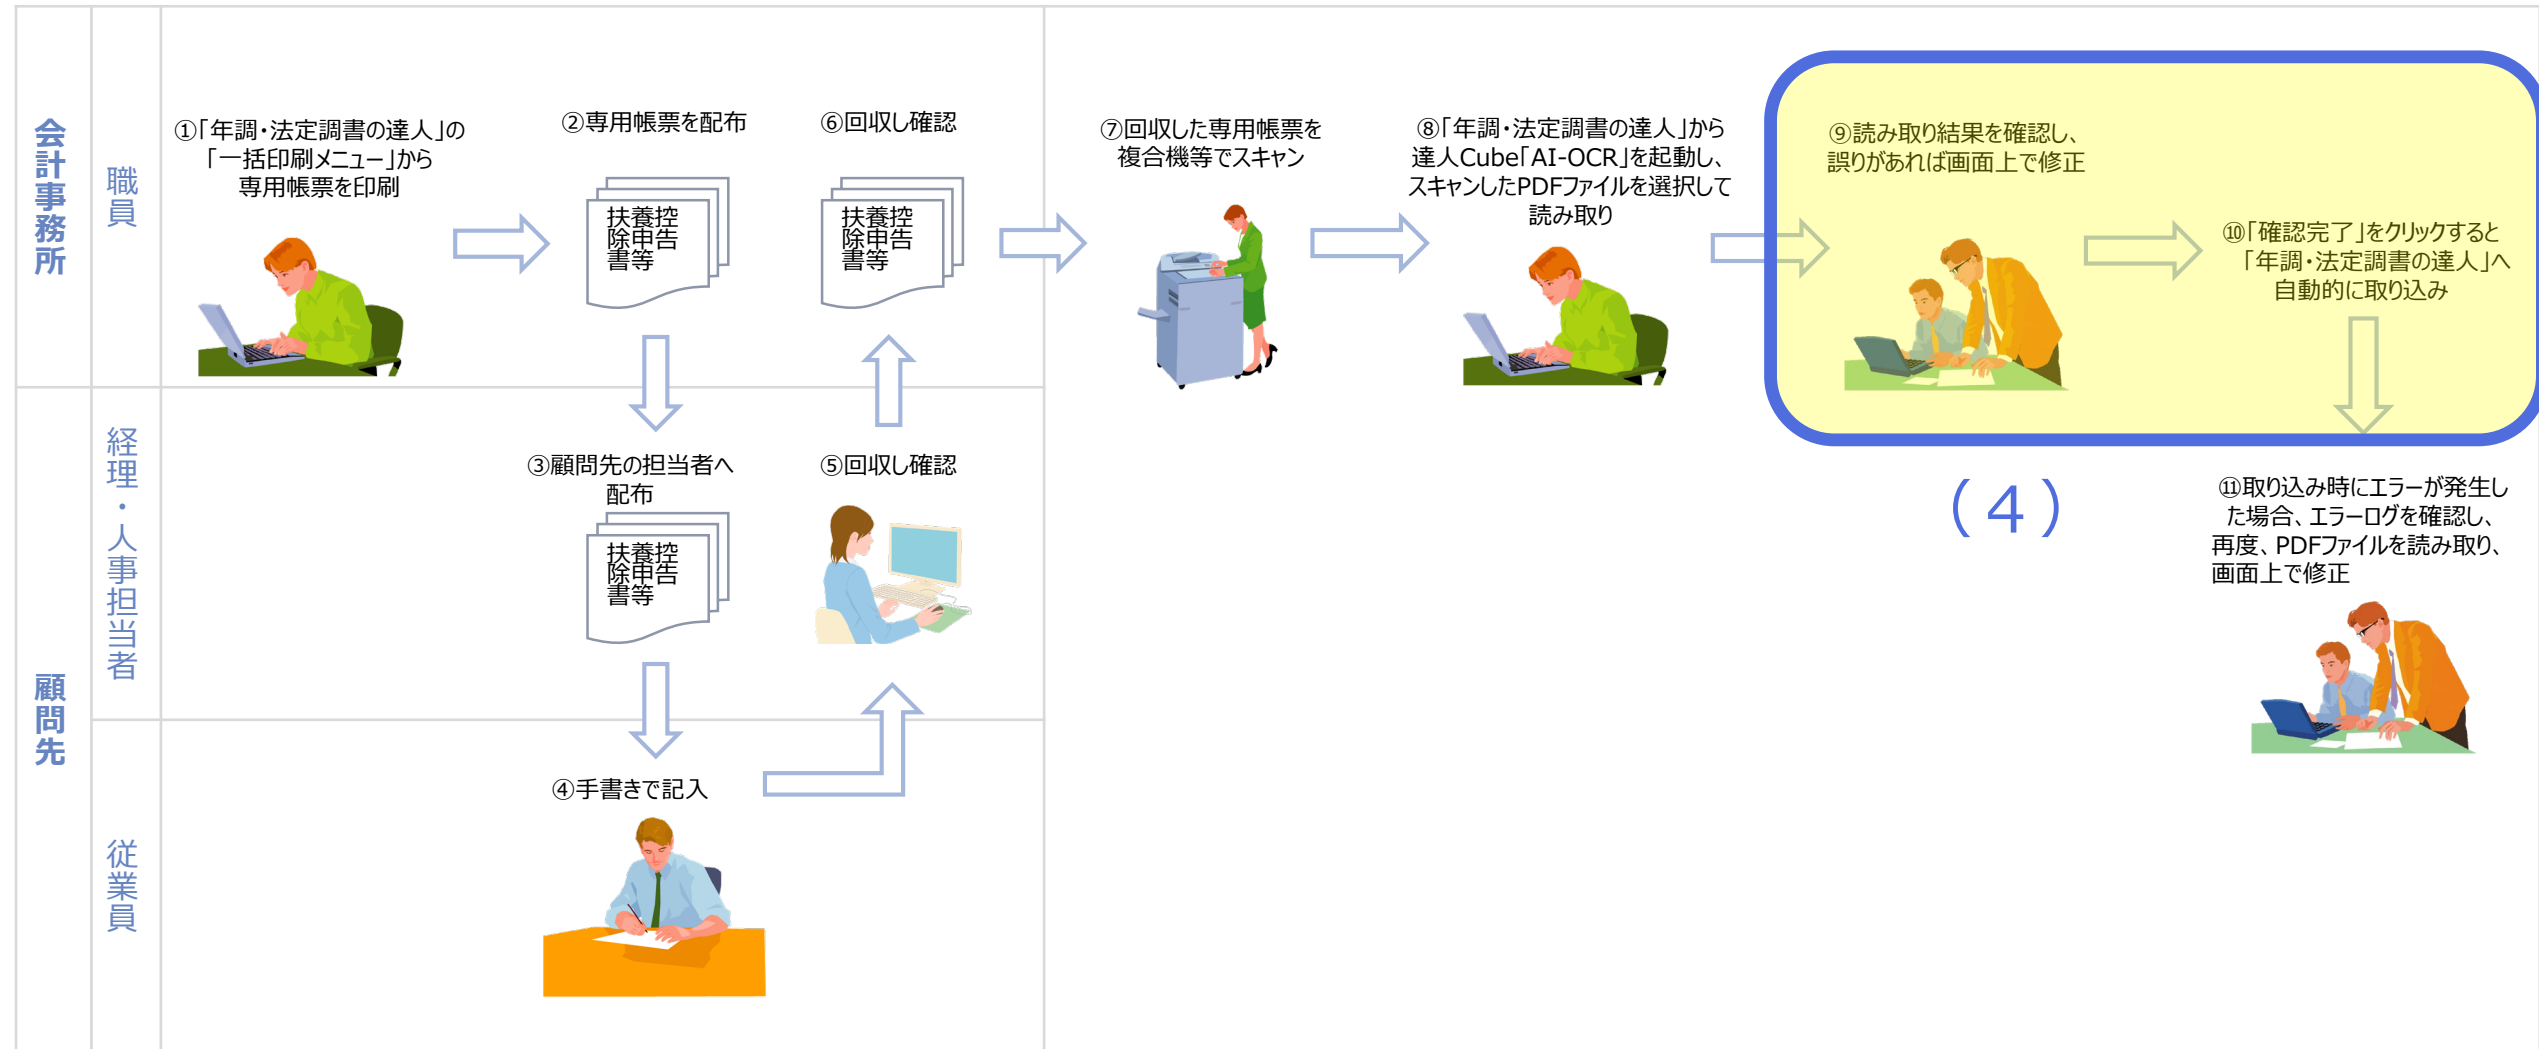 会計事務所
職員
①「年調・法定調書の達人」の
「一括印刷メニュー」から
専用帳票を印刷
②専用帳票を配布
扶養控
除申告
書等
⑥回収し確認
扶養控
除申告
書等
⑦回収した専用帳票を
複合機等でスキャン
⑧「年調・法定調書の達人」から
達人Cube「AI-OCR」を起動し、
スキャンしたPDFファイルを選択して
読み取り
⑨読み取り結果を確認し、
誤りがあれば画面上で修正
⑩「確認完了」をクリックすると
「年調・法定調書の達人」へ
自動的に取り込み
(4)
⑪取り込み時にエラーが発生し
た場合、エラーログを確認し、
再度、PDFファイルを読み取り、
画面上で修正
顧問先
経理・人事担当者
③顧問先の担当者へ
配布
扶養控
除申告
書等
⑤回収し確認
従業員
④手書きで記入